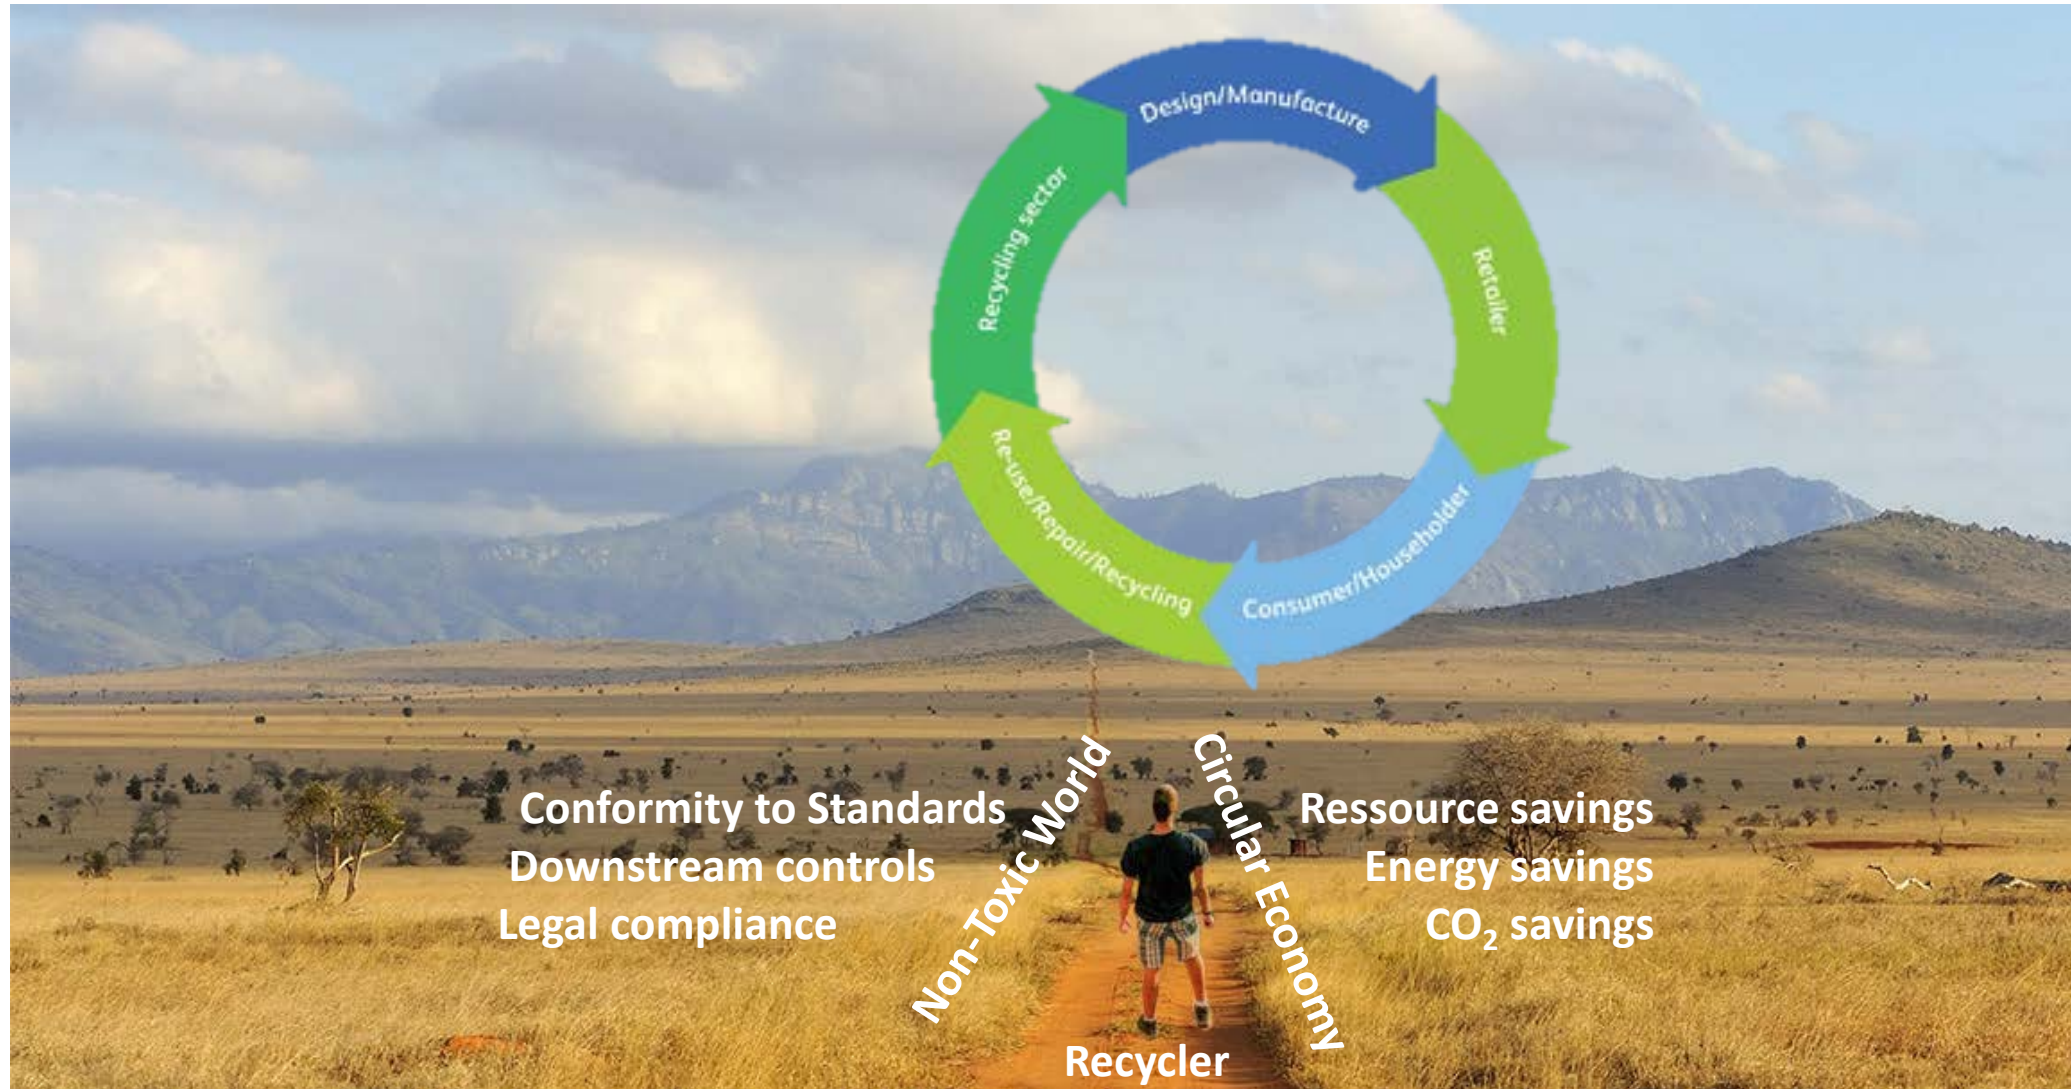 Design/Manufacture
Retailer
Consumer/Householder
Re-use/Repair/Recycling
Recycling sector
Conformity to Standards
Downstream controls
Legal compliance
Non-Toxic World
Circular Economy
Ressource savings
Energy savings
CO₂ savings
Recycler